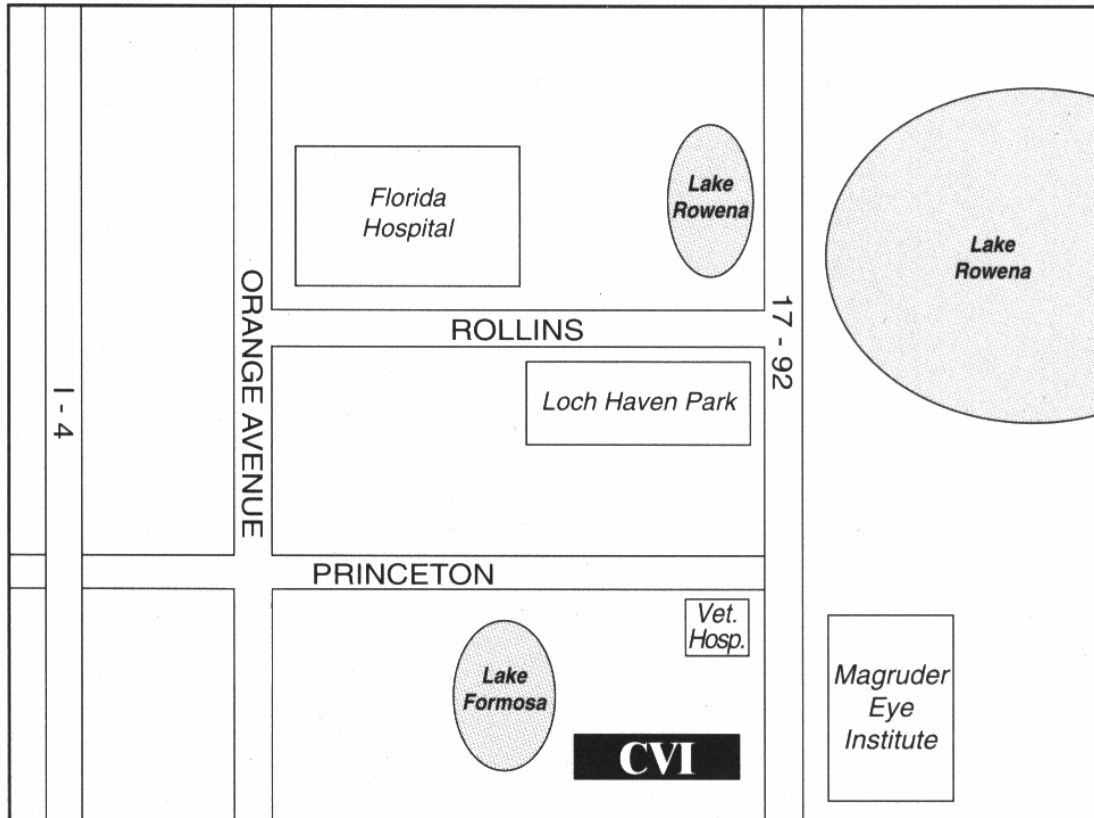 Lake
Rowena
Florida
Hospital
Lake
Rowena
ORANGE AVENUE
ROLLINS
17 - 92
I - 4
Loch Haven Park
PRINCETON
Vet.
Hosp.
Lake
Formosa
Magruder
Eye
Institute
CVI